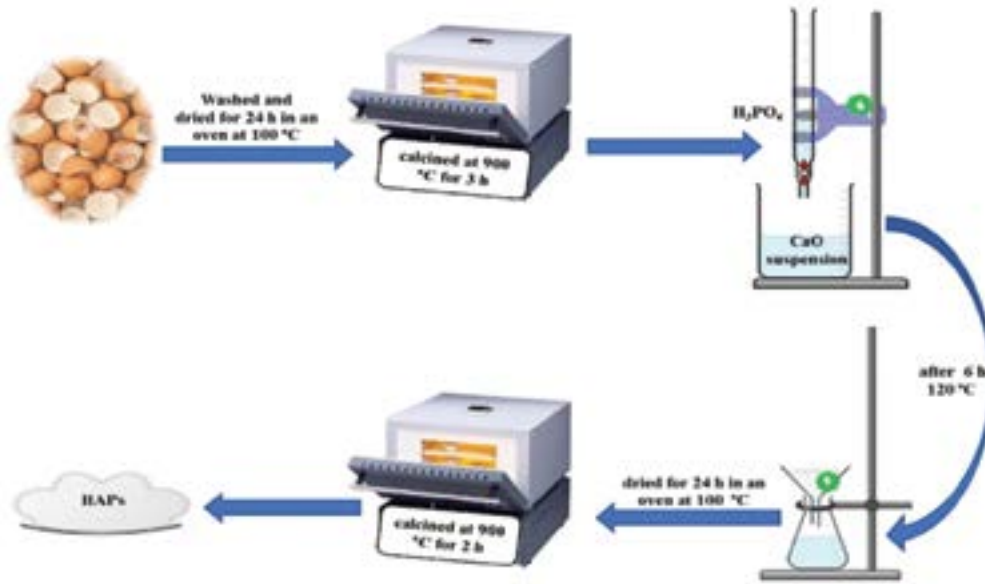 Washed and
dried for 24 h in an
oven at 100 °C
calcined at 900
°C for 3 h
H₃PO₄
CaO
suspension
after 6 h
120 °C
dried for 24 h in an
oven at 100 °C
calcined at 900
°C for 2 h
HAPs